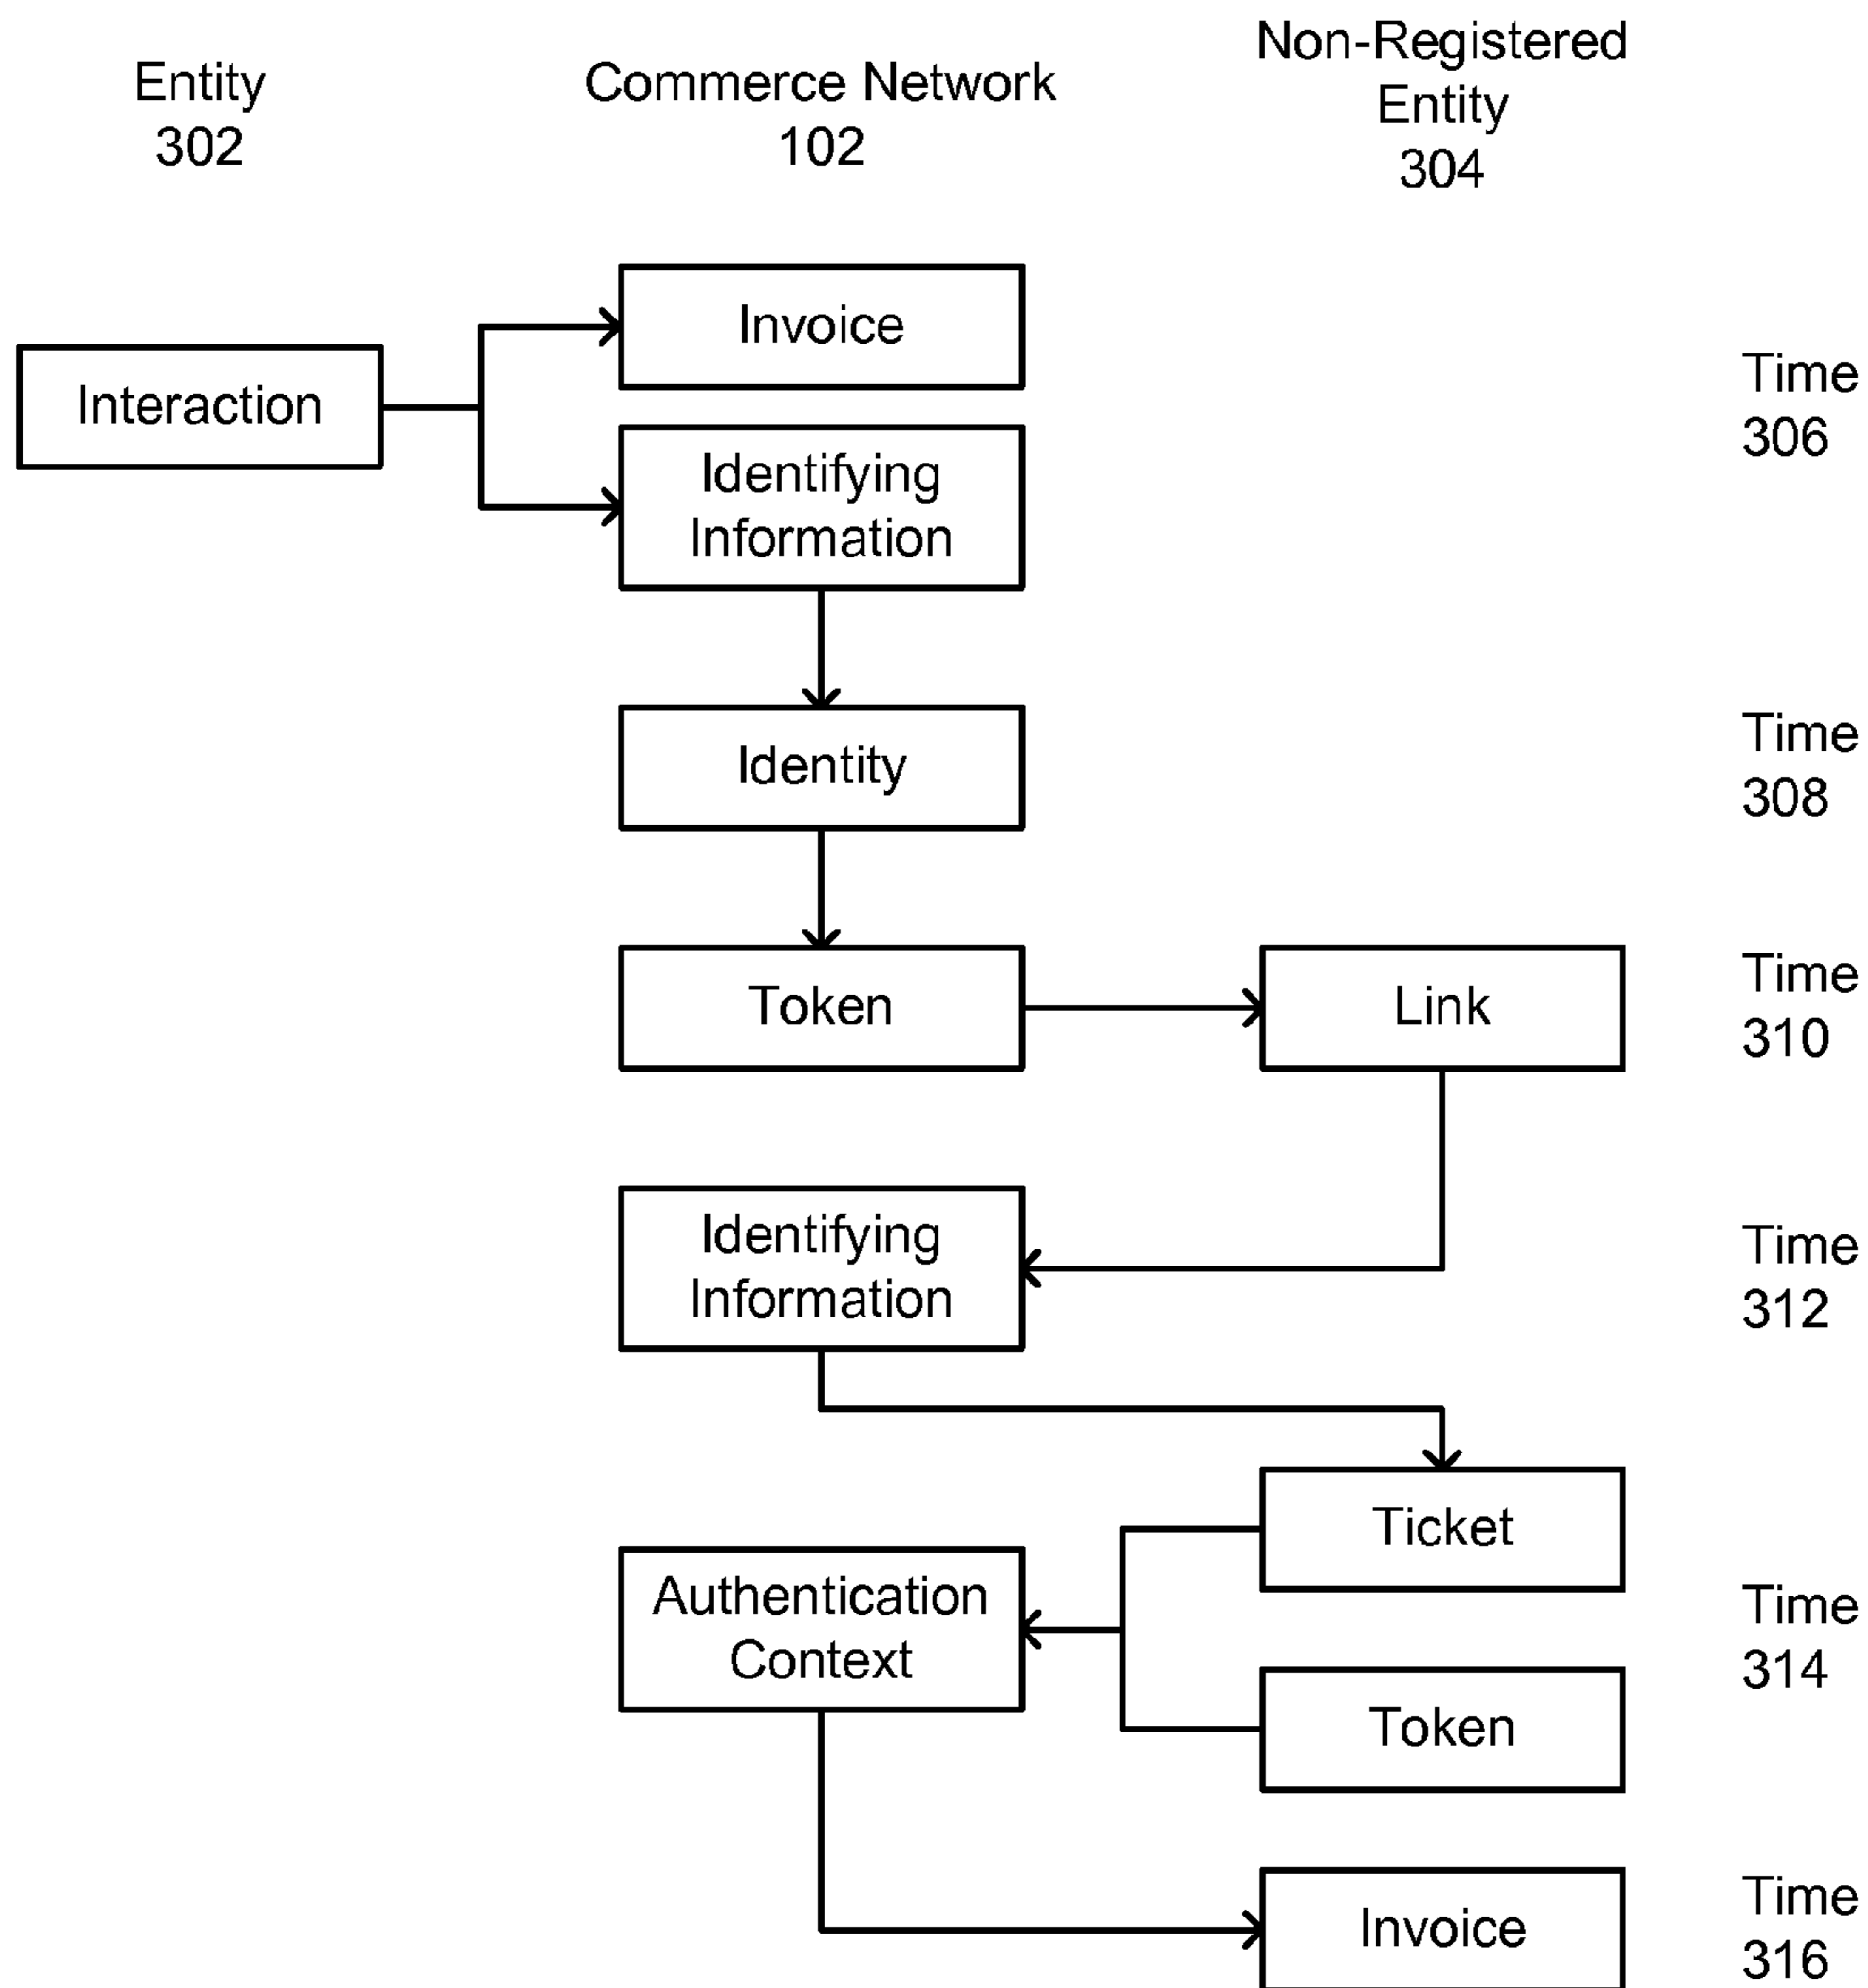 Entity
302
Commerce Network
102
Non-Registered
Entity
304
Interaction
Invoice
Identifying
Information
Time
306
Identity
Time
308
Token
Link
Time
310
Identifying
Information
Time
312
Ticket
Authentication
Context
Token
Time
314
Invoice
Time
316